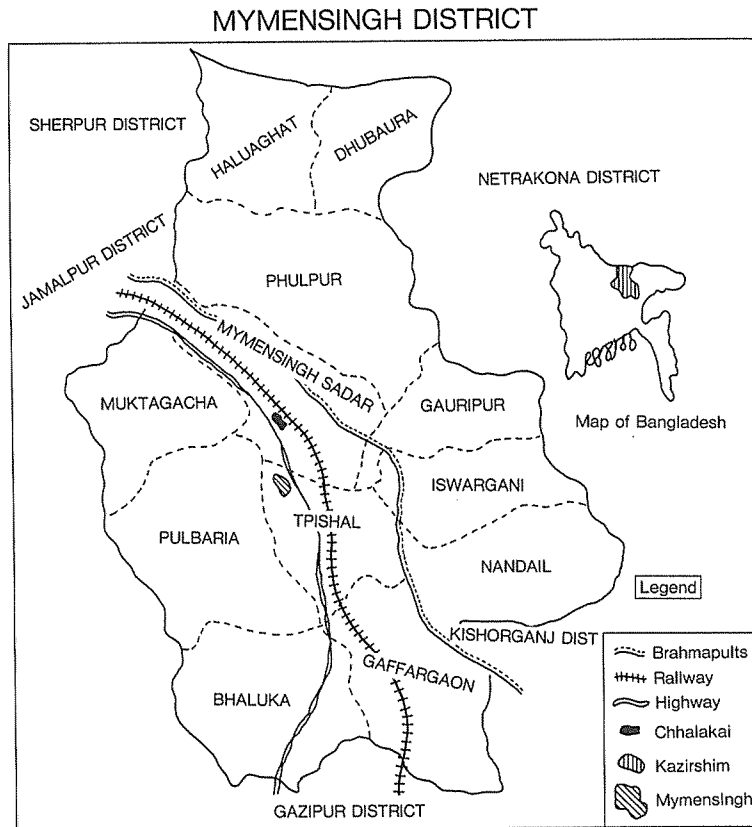 MYMENSINGH DISTRICT
SHERPUR DISTRICT
HALUAGHAT
DHUBAURA
NETRAKONA DISTRICT
JAMALPUR DISTRICT
PHULPUR
MYMENSINGH SADAR
MUKTAGACHA
GAURIPUR
Map of Bangladesh
ISWARGANI
TPISHAL
PULBARIA
NANDAIL
Legend
KISHORGANJ DIST
GAFFARGAON
BHALUKA
GAZIPUR DISTRICT
Brahmapults
Rallway
Highway
Chhalakai
Kazirshim
MymensIngh